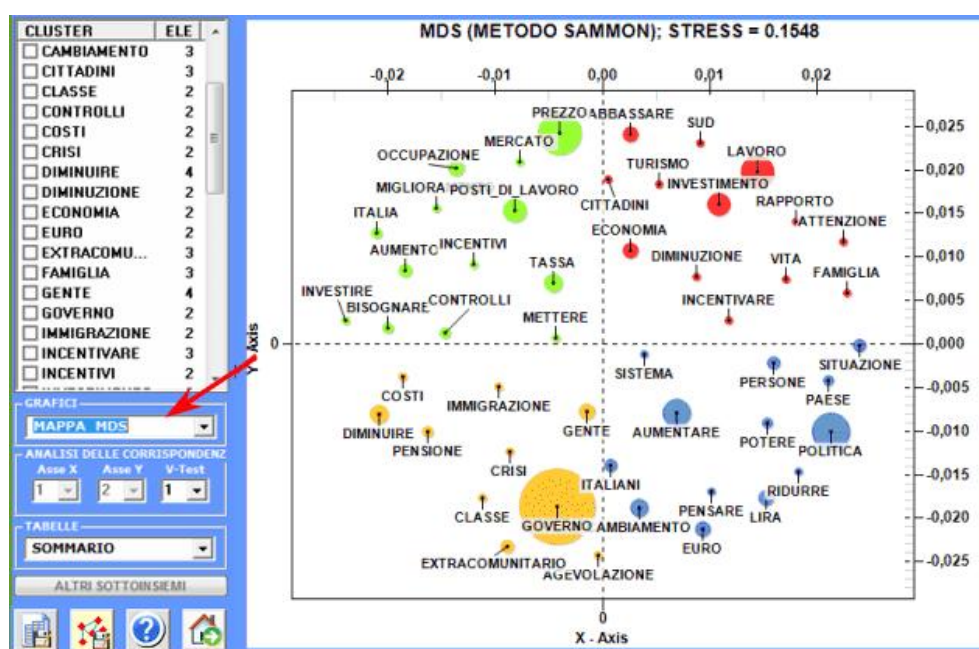 CLUSTER ELE
CAMBIAMENTO 3
CITTADINI 3
CLASSE 2
CONTROLLI 2
COSTI 2
CRISI 2
DIMINUIRE 4
DIMINUZIONE 2
ECONOMIA 2
EURO 2
EXTRACOMU... 3
FAMIGLIA 3
GENTE 4
GOVERNO 2
IMMIGRAZIONE 2
INCENTIVARE 3
INCENTIVI 2
GRAFICI
MAPPA MDS
ANALISI DELLE CORRISPONDENZ
Asse X Asse Y V-Test
1 2 1
TABELLE
SOMMARIO
ALTRI SOTTOINSIEMI
MDS (METODO SAMMON); STRESS = 0.1548
-0,02 -0,01 0,00 0,01 0,02
PREZZO ABBASSARE
SUD
0,025
MERCATO
OCCUPAZIONE
TURISMO
LAVORO
0,020
MIGLIORA POSTI_DI_LAVORO
INVESTIMENTO
CITTADINI
RAPPORTO
ITALIA
0,015
ATTENZIONE
ECONOMIA
AUMENTO INCENTIVI
TASSA
DIMINUZIONE
VITA
0,010
FAMIGLIA
INVESTIRE
BISOGNARE CONTROLLI
INCENTIVARE
0,005
METTERE
Y - Axis
0
0,000
SISTEMA
SITUAZIONE
PERSONE
PAESE
-0,005
COSTI
IMMIGRAZIONE
DIMINUIRE
GENTE
AUMENTARE
POTERE
-0,010
PENSIONE
POLITICA
CRISI
ITALIANI
RIDURRE
-0,015
CLASSE
GOVERNO AMBIAMENTO
PENSARE
LIRA
-0,020
EURO
EXTRACOMUNITARIO
AGEVOLAZIONE
-0,025
0
X - Axis